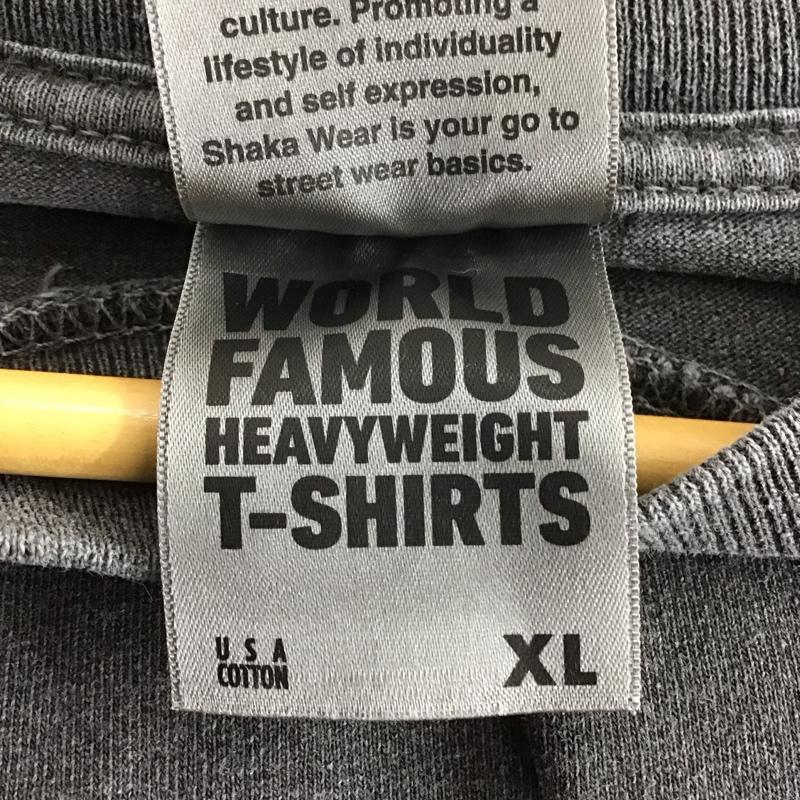 culture. Promoting a
lifestyle of individuality
and self expression,
Shaka Wear is your go to
street wear basics.
WORLD
FAMOUS
HEAVYWEIGHT
T-SHIRTS
USA
COTTON
XL